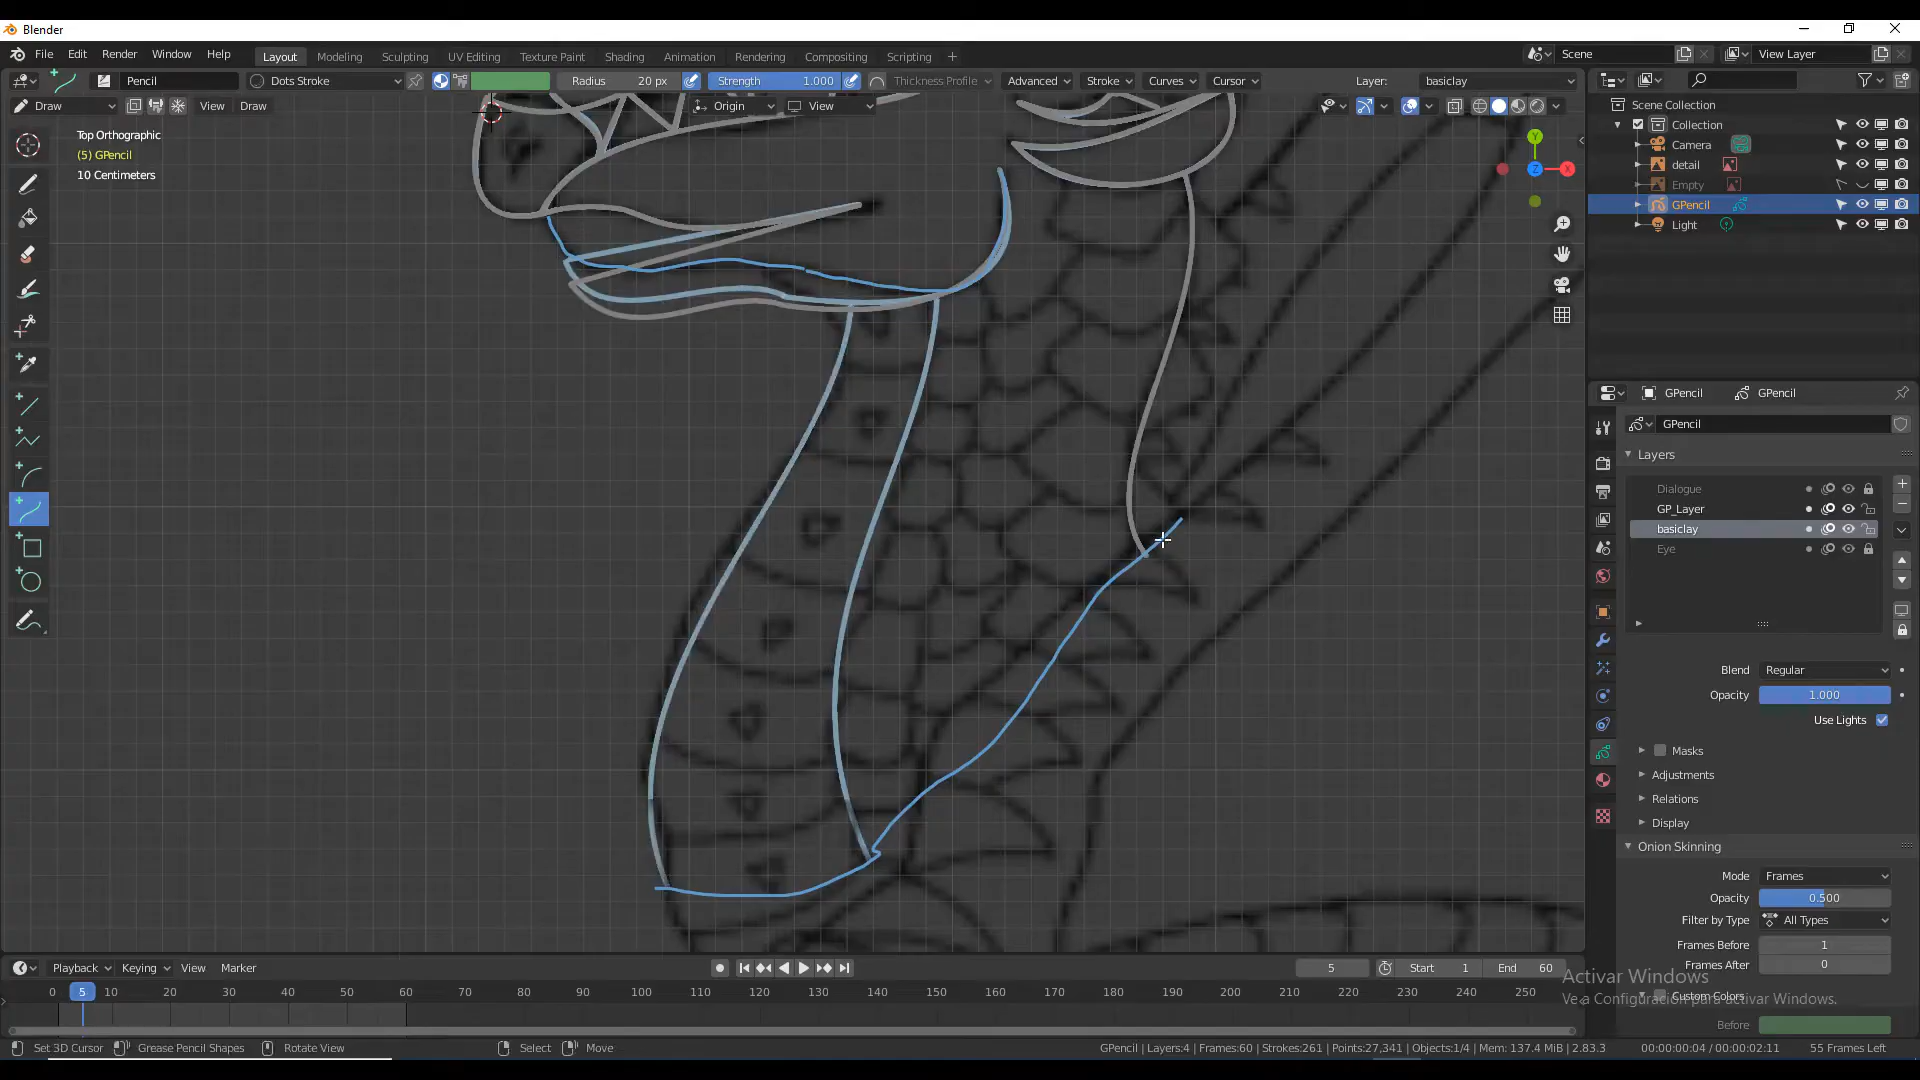 Blender
File Edit Render Window Help Layout Modeling Sculpting UV Editing Texture Paint Shading Animation Rendering Compositing Scripting + Scene View Layer
Pencil Dots Stroke Radius 20 px Strength 1.000 Thickness Profile Advanced Stroke Curves Cursor Layer: basiclay
Draw View Draw Origin View
Top Orthographic
(5) GPencil
10 Centimeters
Y
X
Z
Scene Collection
Collection
Camera
detail
Empty
GPencil
Light
GPencil GPencil
GPencil
Layers
Dialogue
GP_Layer
basiclay
Eye
Blend Regular
Opacity 1.000
Use Lights
Masks
Adjustments
Relations
Display
Onion Skinning
Mode Frames
Opacity 0.500
Filter by Type All Types
Frames Before 1
Frames After 0
Custom Colors
Before
Activar Windows
Ve a Configuración para activar Windows.
Playback Keying View Marker 5 Start 1 End 60
0 5 10 20 30 40 50 60 70 80 90 100 110 120 130 140 150 160 170 180 190 200 210 220 230 240 250
Set 3D Cursor Grease Pencil Shapes Rotate View Select Move GPencil | Layers:4 | Frames:60 | Strokes:261 | Points:27,341 | Objects:1/4 | Mem: 137.4 MiB | 2.83.3 00:00:00:04 / 00:00:02:11 55 Frames Left